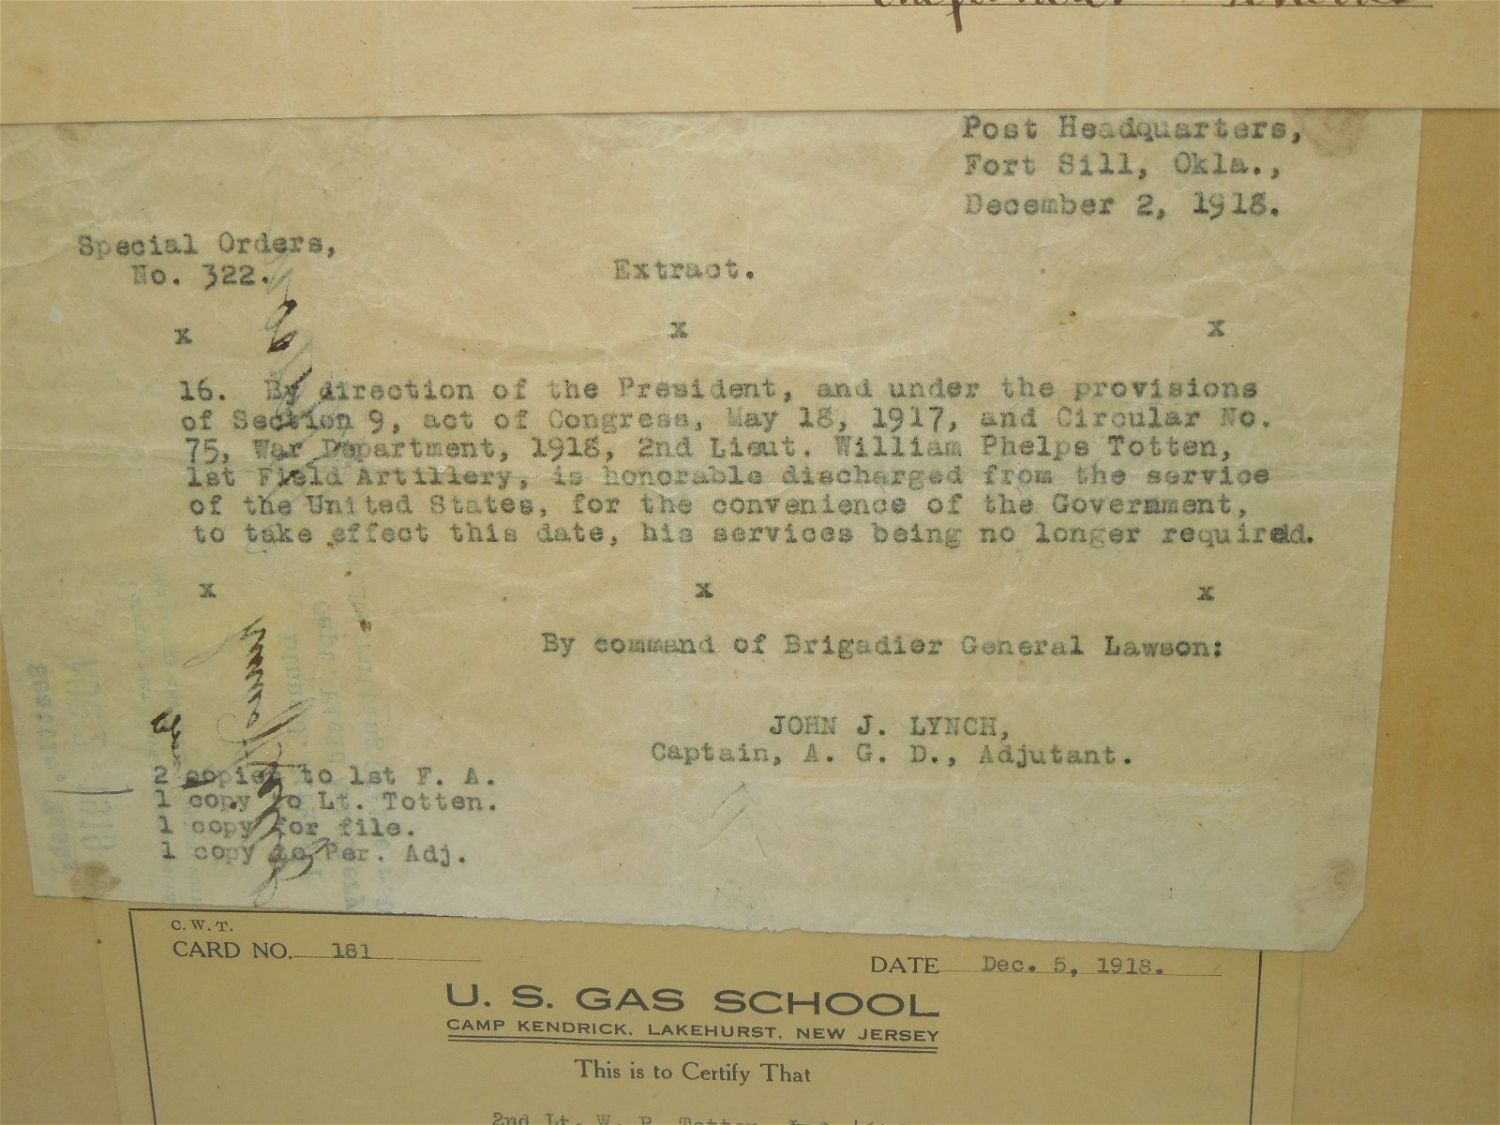 Post Headquarters,
Fort Sill, Okla.,
December 2, 1918.
Special Orders,
No. 322.
Extract.
x x x
16. By direction of the President, and under the provisions
of Section 9, act of Congress, May 18, 1917, and Circular No.
75, War Department, 1918, 2nd Lieut. William Phelps Totten,
1st Field Artillery, is honorable discharged from the service
of the United States, for the convenience of the Government,
to take effect this date, his services being no longer required.
x x x
By command of Brigadier General Lawson:
JOHN J. LYNCH,
Captain, A. G. D., Adjutant.
2 copies to 1st F. A.
1 copy to Lt. Totten.
1 copy for file.
1 copy to Per. Adj.
C. W. T.
CARD NO. 181
DATE Dec. 5, 1918.
U. S. GAS SCHOOL
CAMP KENDRICK, LAKEHURST, NEW JERSEY
This is to Certify That
2nd Lt. W. P. Totten